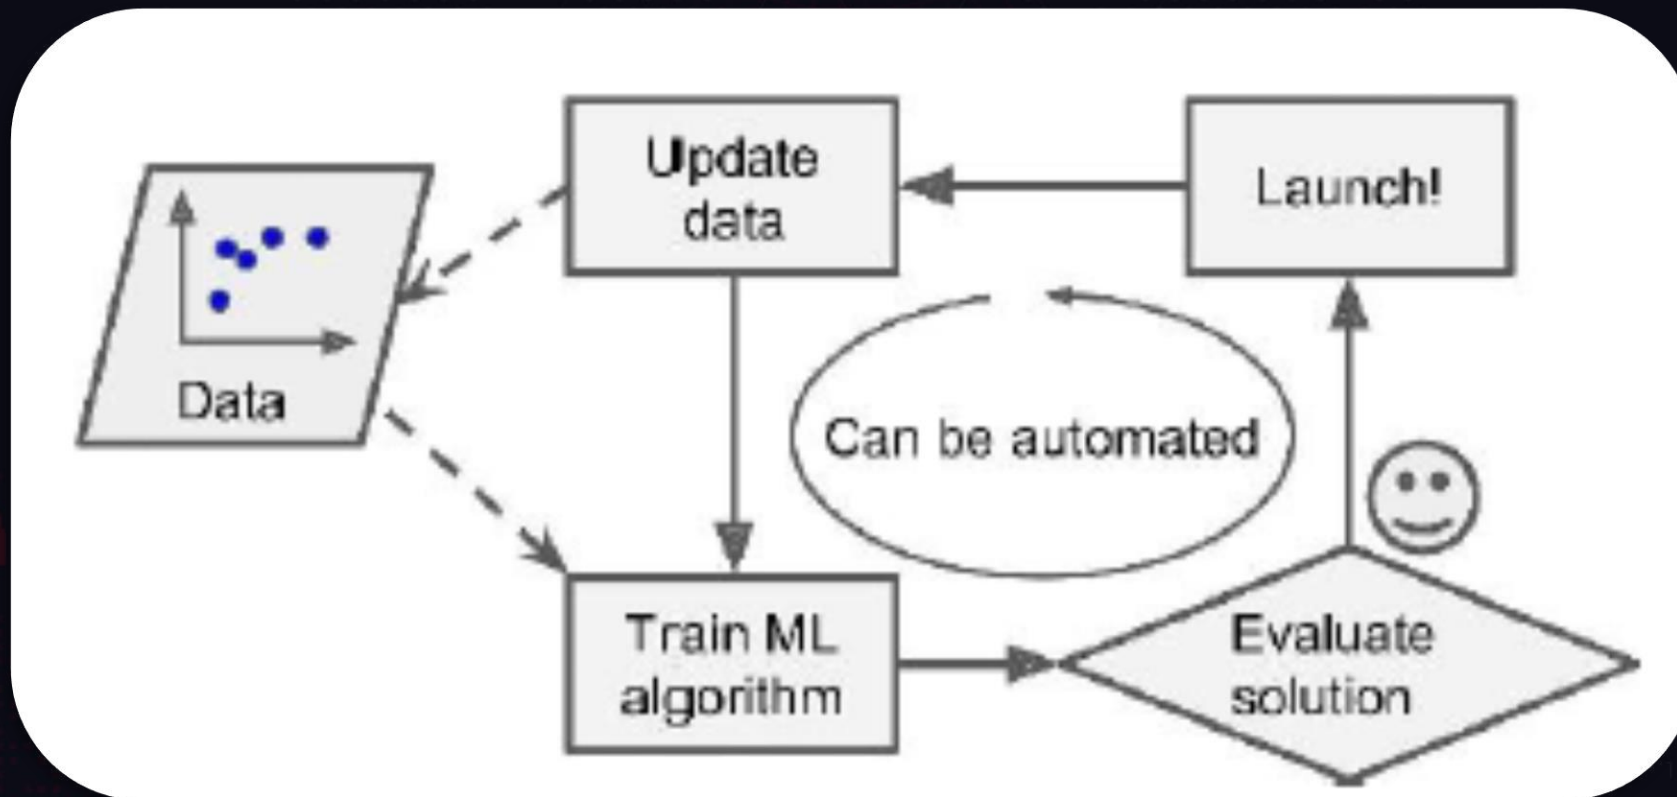 Update
data
Launch!
Data
Can be automated
Train ML
algorithm
Evaluate
solution